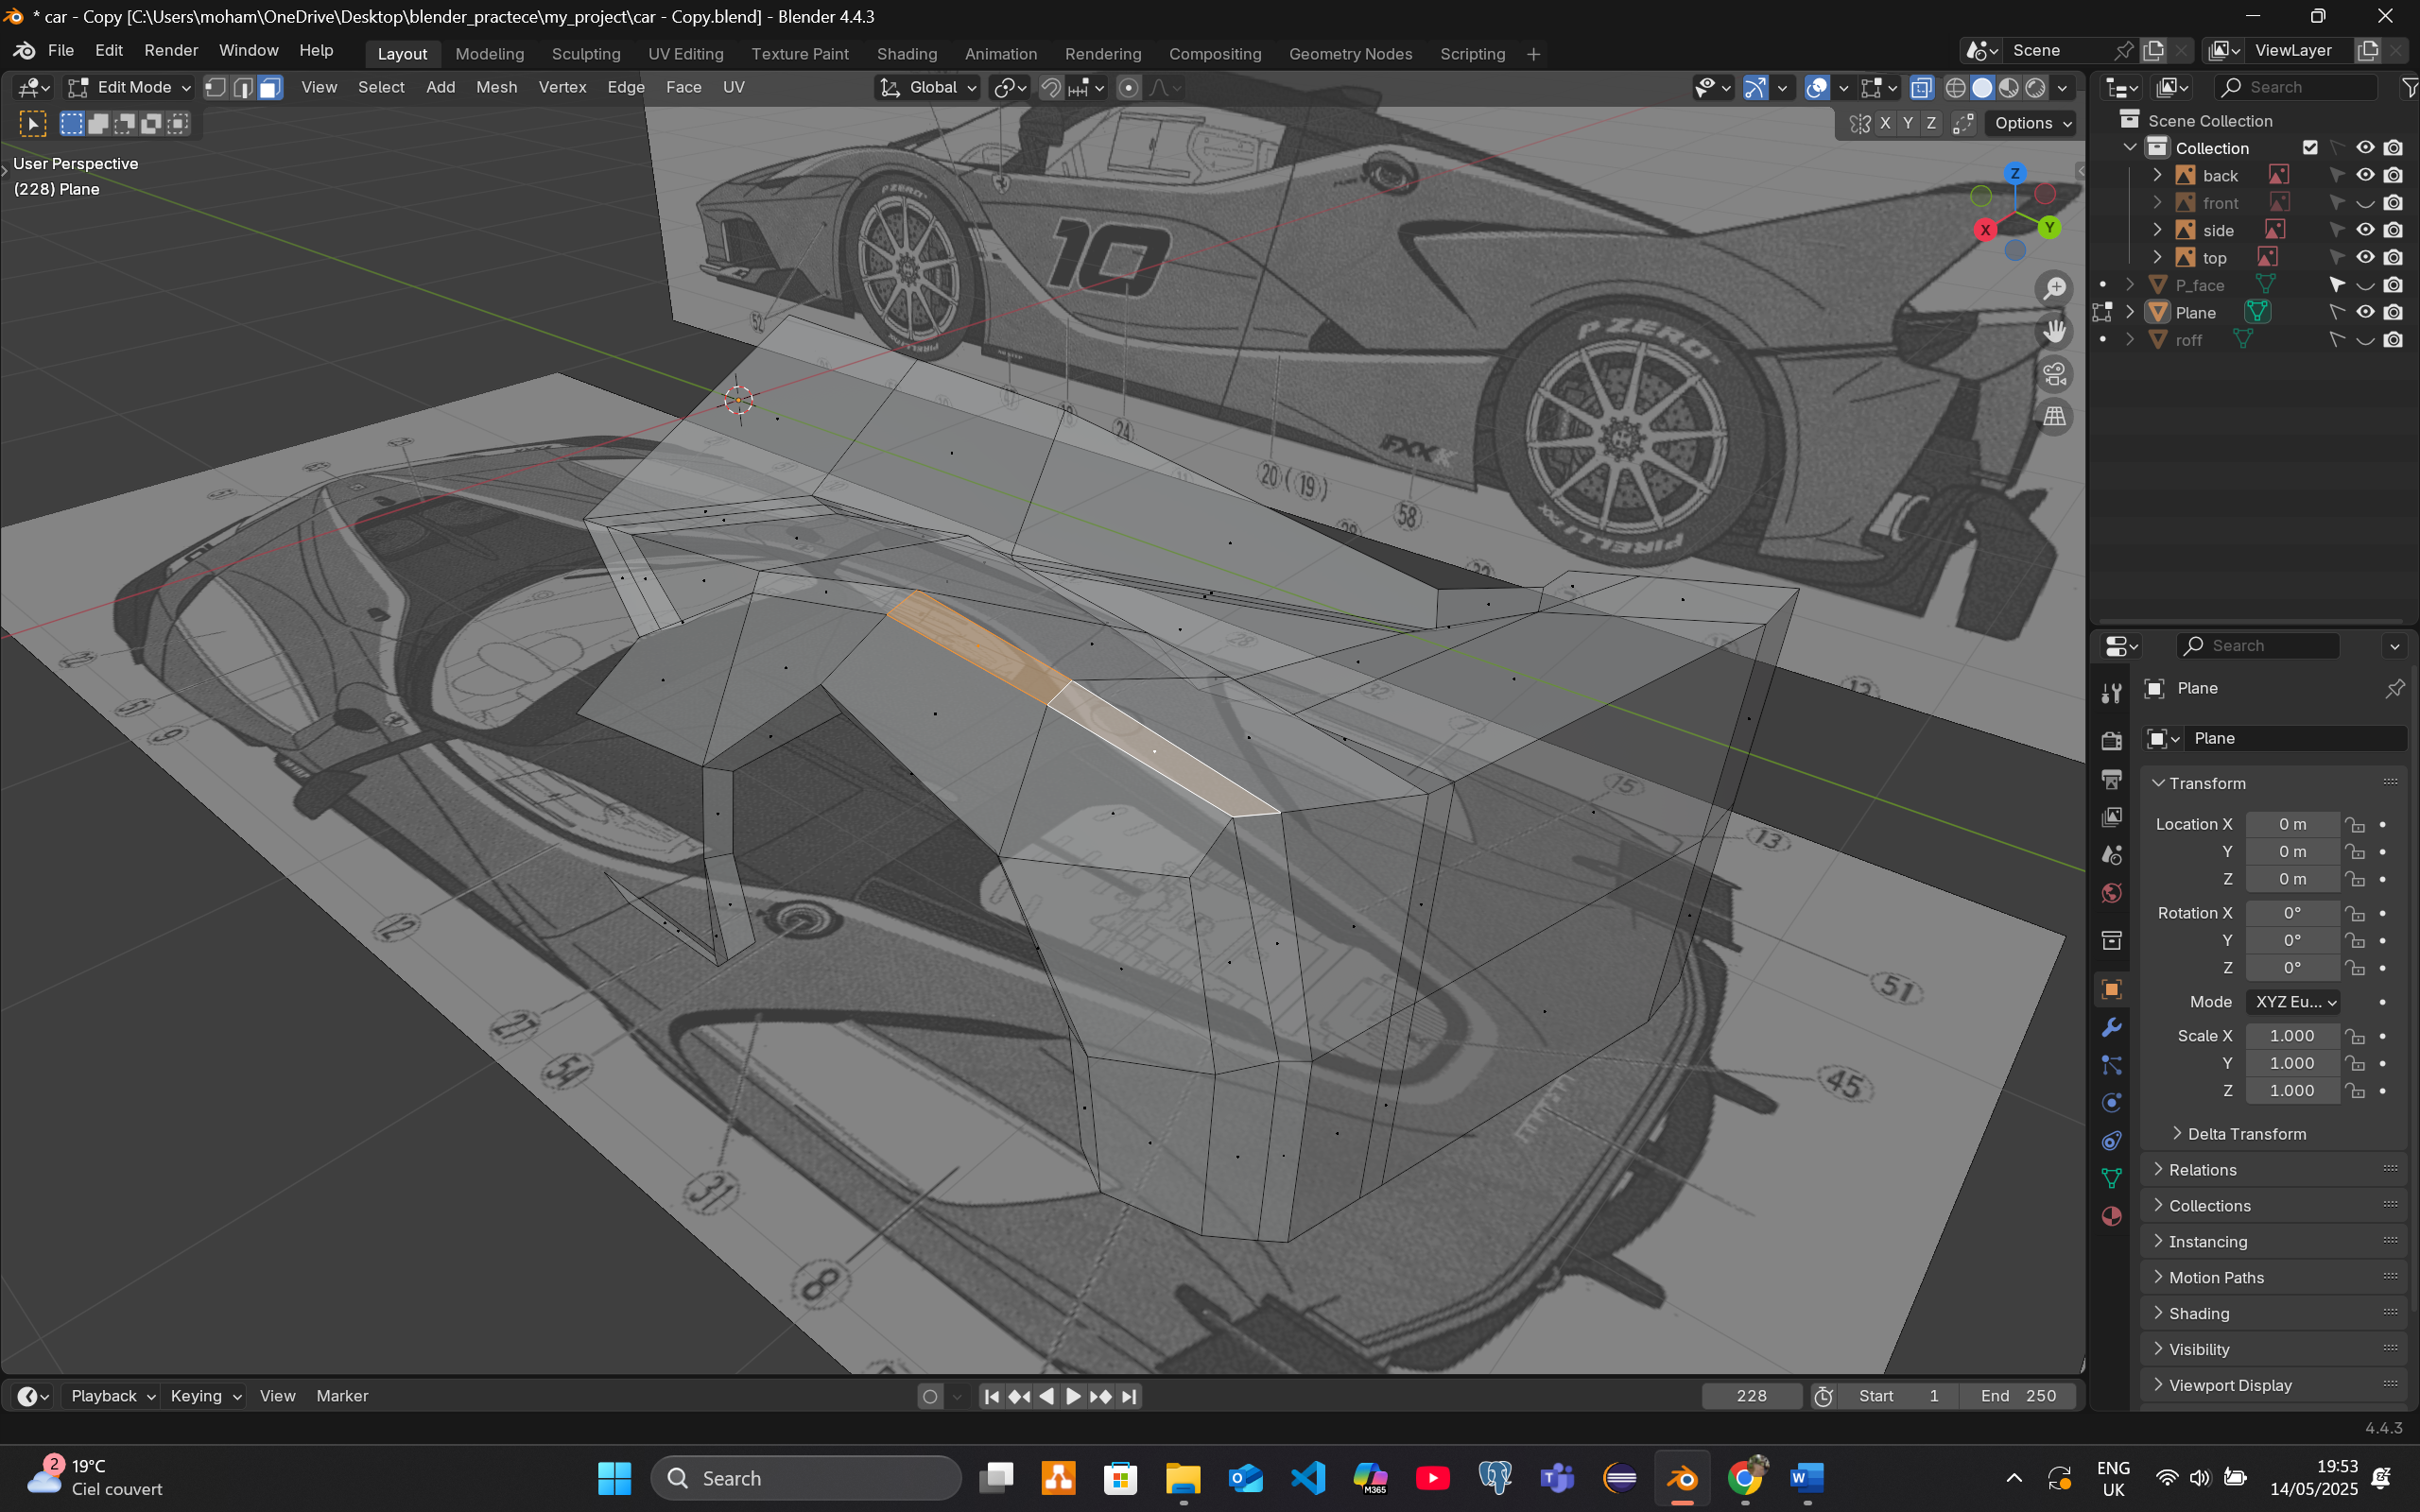 * car - Copy [C:\Users\moham\OneDrive\Desktop\blender_practece\my_project\car - Copy.blend] - Blender 4.4.3
File Edit Render Window Help
Layout Modeling Sculpting UV Editing Texture Paint Shading Animation Rendering Compositing Geometry Nodes Scripting +
Scene
ViewLayer
Edit Mode View Select Add Mesh Vertex Edge Face UV
Global
Search
X Y Z Options
User Perspective
(228) Plane
Scene Collection
Collection
back
front
side
top
P_face
Plane
roff
Z
X
Y
P ZERO
PIRELLI
10
52
24
20 (19)
58
FXXK
P ZERO
PIRELLI
12
15
13
51
45
12
27
54
31
8
9
Search
Plane
Plane
Transform
Location X 0 m
Y 0 m
Z 0 m
Rotation X 0°
Y 0°
Z 0°
Mode XYZ Eu...
Scale X 1.000
Y 1.000
Z 1.000
Delta Transform
Relations
Collections
Instancing
Motion Paths
Shading
Visibility
Viewport Display
Playback Keying View Marker
228
Start 1
End 250
4.4.3
2
19°C
Ciel couvert
Search
M365
ENG
UK
19:53
14/05/2025